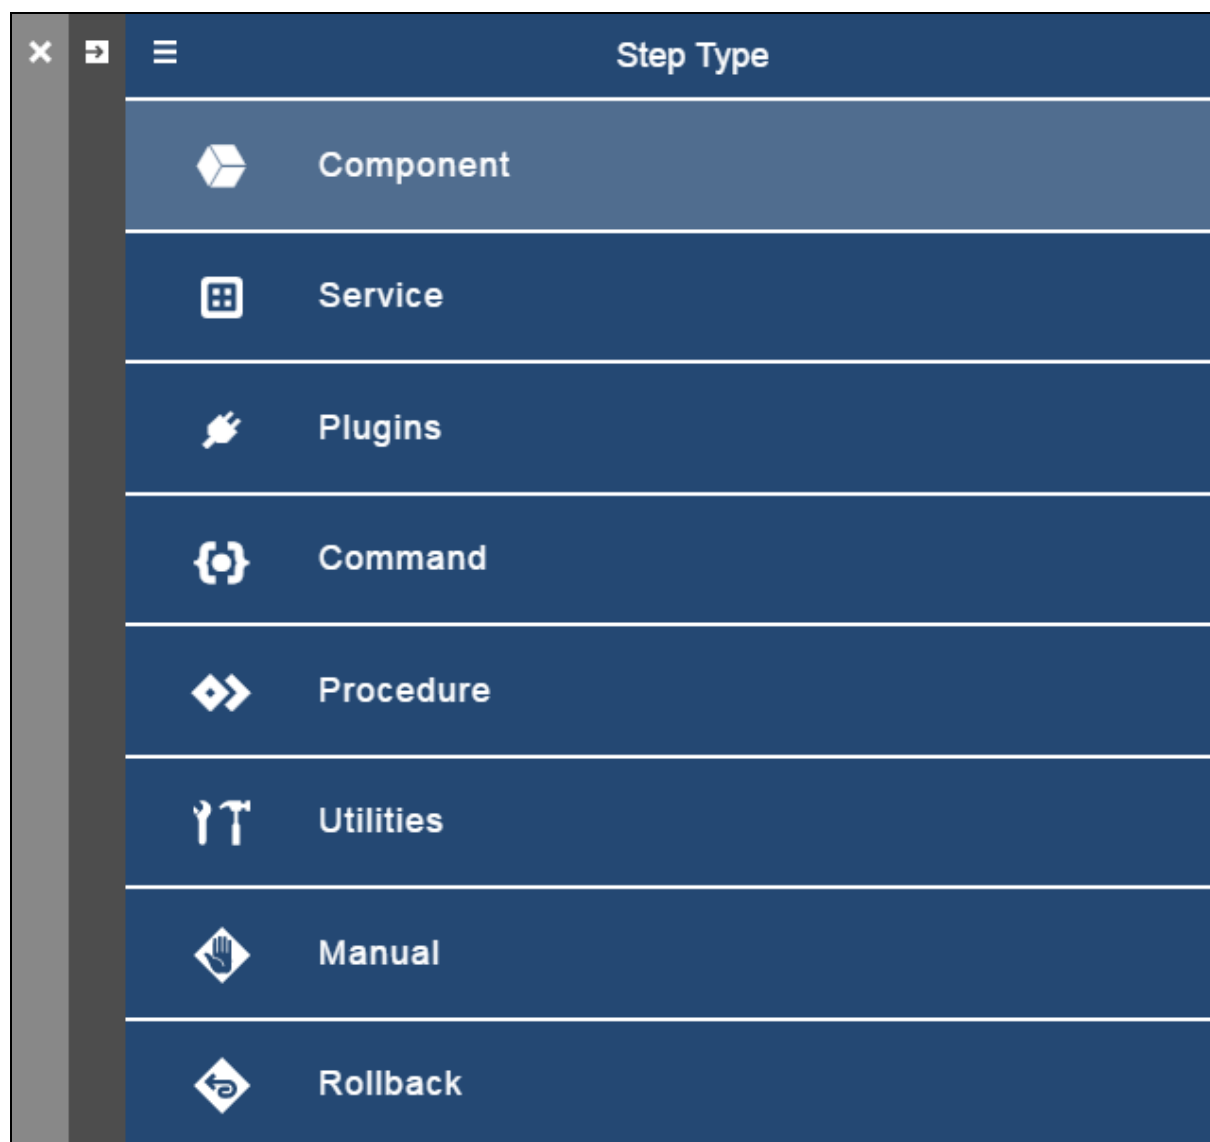 Step Type
Component
Service
Plugins
Command
Procedure
Utilities
Manual
Rollback